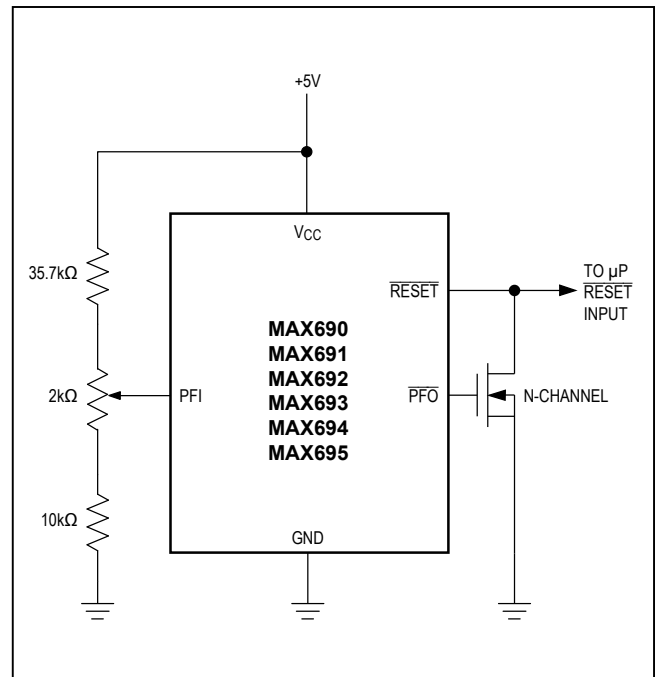 +5V
VCC
35.7kΩ
RESET
TO µP
RESET
INPUT
MAX690
MAX691
MAX692
MAX693
MAX694
MAX695
2kΩ
PFI
PFO
N-CHANNEL
10kΩ
GND